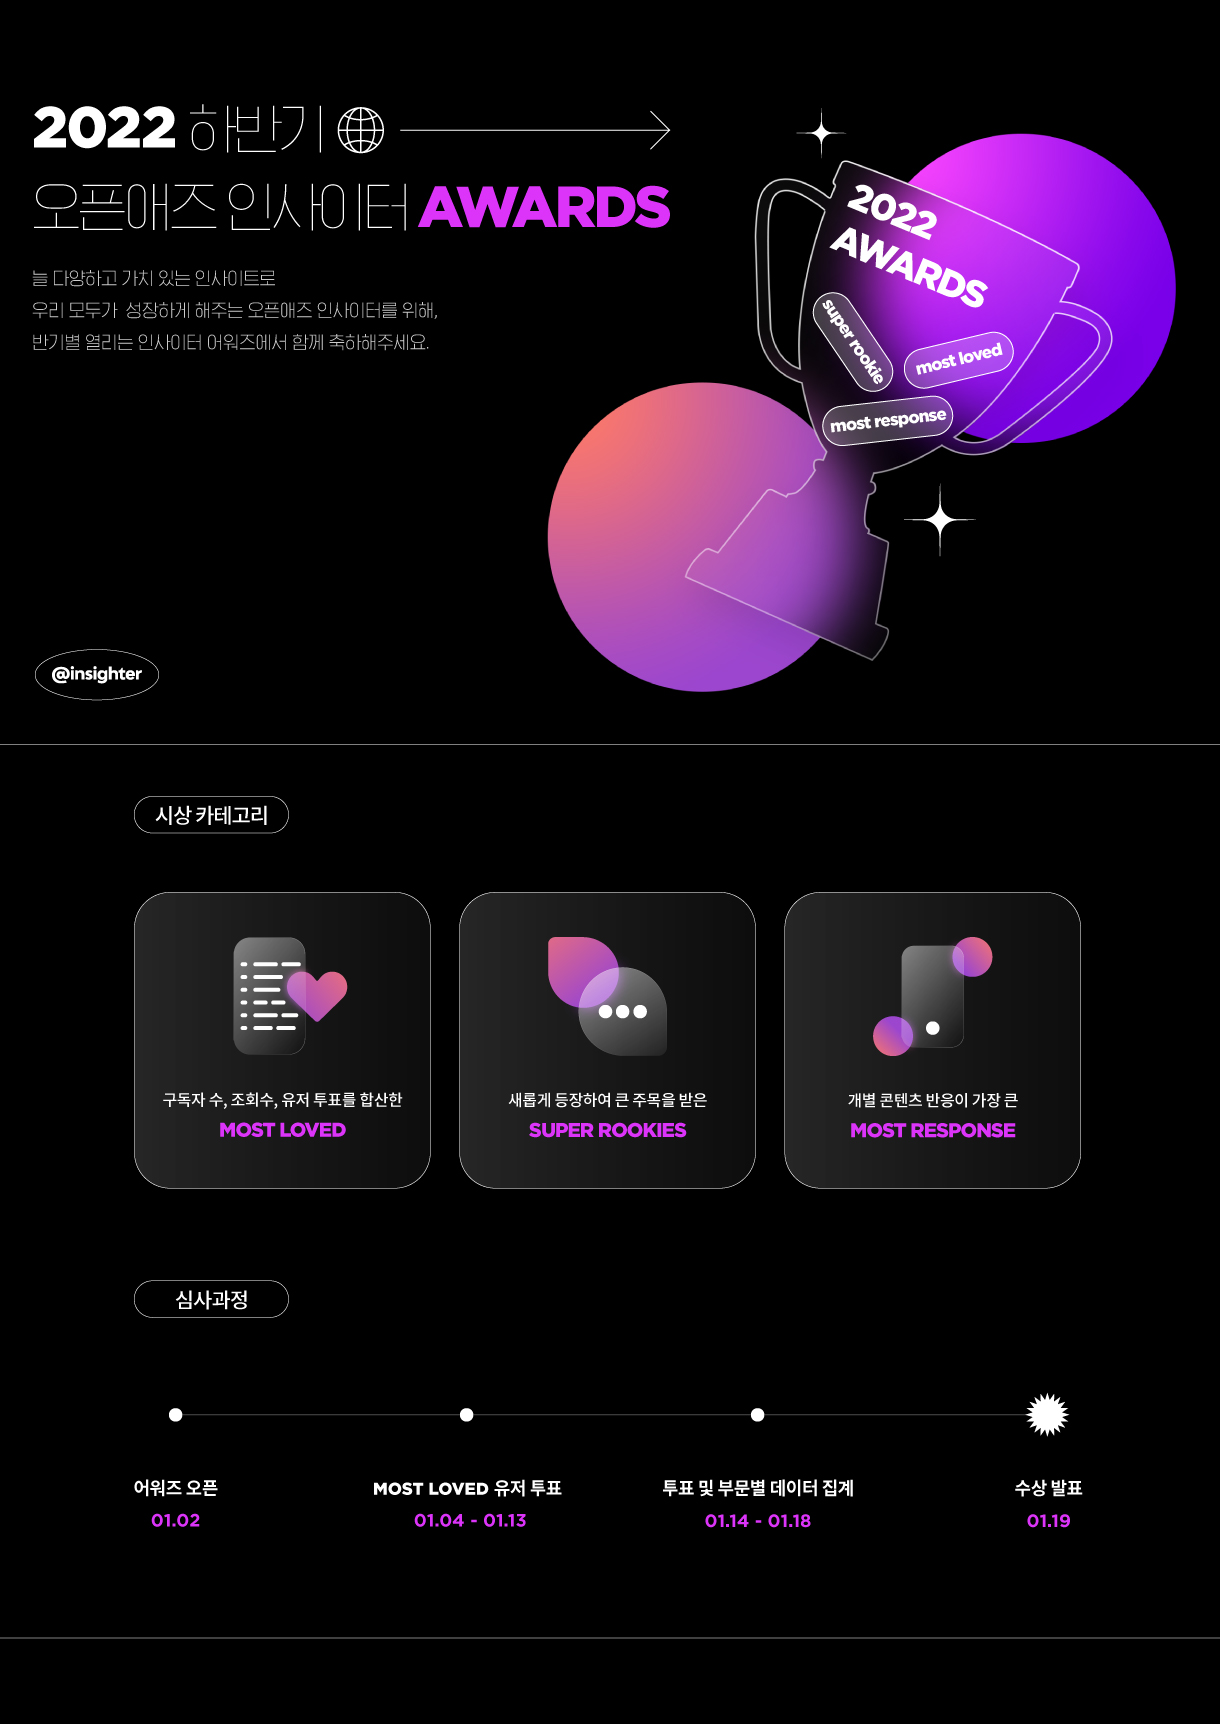 2022 하반기
오픈애즈 인사이터 AWARDS
늘 다양하고 가치 있는 인사이트로
우리 모두가 성장하게 해주는 오픈애즈 인사이터를 위해,
반기별 열리는 인사이터 어워즈에서 함께 축하해주세요.
2022
AWARDS
super rookie
most loved
most response
@insighter
시상 카테고리
구독자 수, 조회수, 유저 투표를 합산한
MOST LOVED
새롭게 등장하여 큰 주목을 받은
SUPER ROOKIES
개별 콘텐츠 반응이 가장 큰
MOST RESPONSE
심사과정
어워즈 오픈
01.02
MOST LOVED 유저 투표
01.04 - 01.13
투표 및 부문별 데이터 집계
01.14 - 01.18
수상 발표
01.19